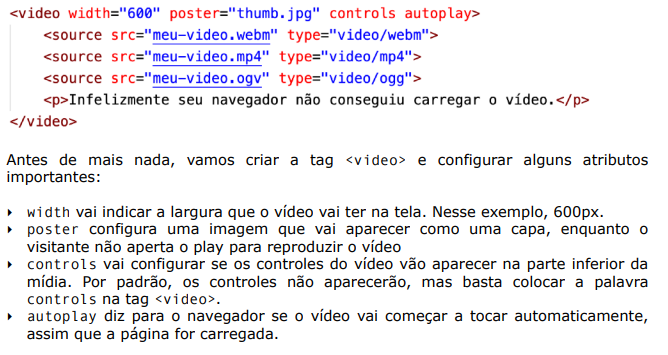 <video width="600" poster="thumb.jpg" controls autoplay>
<source src="meu-video.webm" type="video/webm">
<source src="meu-video.mp4" type="video/mp4">
<source src="meu-video.ogv" type="video/ogg">
<p>Infelizmente seu navegador não conseguiu carregar o vídeo.</p>
</video>
Antes de mais nada, vamos criar a tag <video> e configurar alguns atributos
importantes:
width vai indicar a largura que o vídeo vai ter na tela. Nesse exemplo, 600px.
poster configura uma imagem que vai aparecer como uma capa, enquanto o
visitante não aperta o play para reproduzir o vídeo
controls vai configurar se os controles do vídeo vão aparecer na parte inferior da
mídia. Por padrão, os controles não aparecerão, mas basta colocar a palavra
controls na tag <video>.
autoplay diz para o navegador se o vídeo vai começar a tocar automaticamente,
assim que a página for carregada.